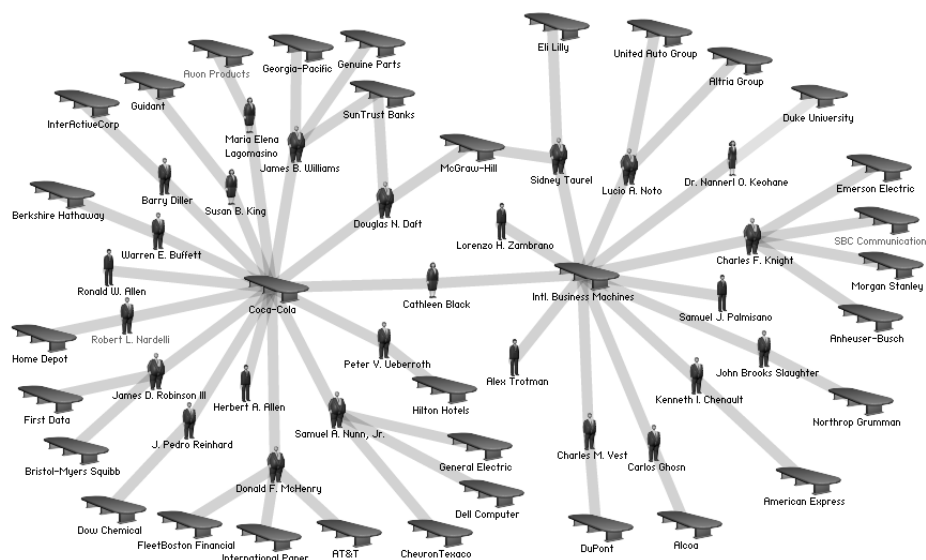 Eli Lilly
United Auto Group
Altria Group
Avon Products
Georgia-Pacific
Genuine Parts
Guidant
SunTrust Banks
InterActiveCorp
Duke University
Maria Elena
Lagomasino
James B. Williams
McGraw-Hill
Sidney Taurel
Lucio A. Noto
Dr. Nannerl O. Keohane
Emerson Electric
Barry Diller
Susan B. King
Berkshire Hathaway
Douglas N. Daft
Lorenzo H. Zambrano
SBC Communication
Warren E. Buffett
Charles F. Knight
Ronald W. Allen
Morgan Stanley
Coca-Cola
Cathleen Black
Intl. Business Machines
Samuel J. Palmisano
Robert L. Nardelli
Anheuser-Busch
Home Depot
Peter V. Ueberroth
John Brooks Slaughter
Alex Trotman
James D. Robinson III
Herbert A. Allen
Kenneth I. Chenault
Hilton Hotels
First Data
Northrop Grumman
Samuel A. Nunn, Jr.
J. Pedro Reinhard
Charles M. Vest
Carlos Ghosn
General Electric
Bristol-Myers Squibb
Donald F. McHenry
American Express
Dell Computer
Dow Chemical
FleetBoston Financial
International Paper
AT&T
ChevronTexaco
DuPont
Alcoa